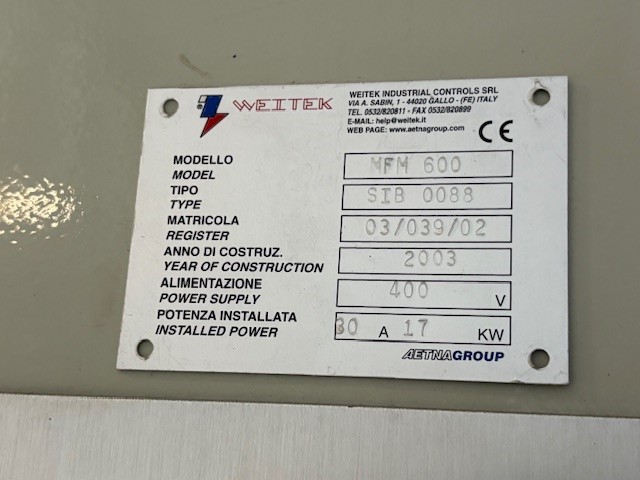 WEITEK
WEITEK INDUSTRIAL CONTROLS SRL
VIA A. SABIN, 1 - 44020 GALLO - (FE) ITALY
TEL. 0532/820811 - FAX 0532/820899
E-MAIL: help@weitek.it
WEB PAGE: www.aetnagroup.com
CE
MODELLO
MODEL
MFM 600
TIPO
TYPE
SIB 0088
MATRICOLA
REGISTER
03/039/02
ANNO DI COSTRUZ.
YEAR OF CONSTRUCTION
2003
ALIMENTAZIONE
POWER SUPPLY
400 V
POTENZA INSTALLATA
INSTALLED POWER
30 A 17 KW
AETNAGROUP